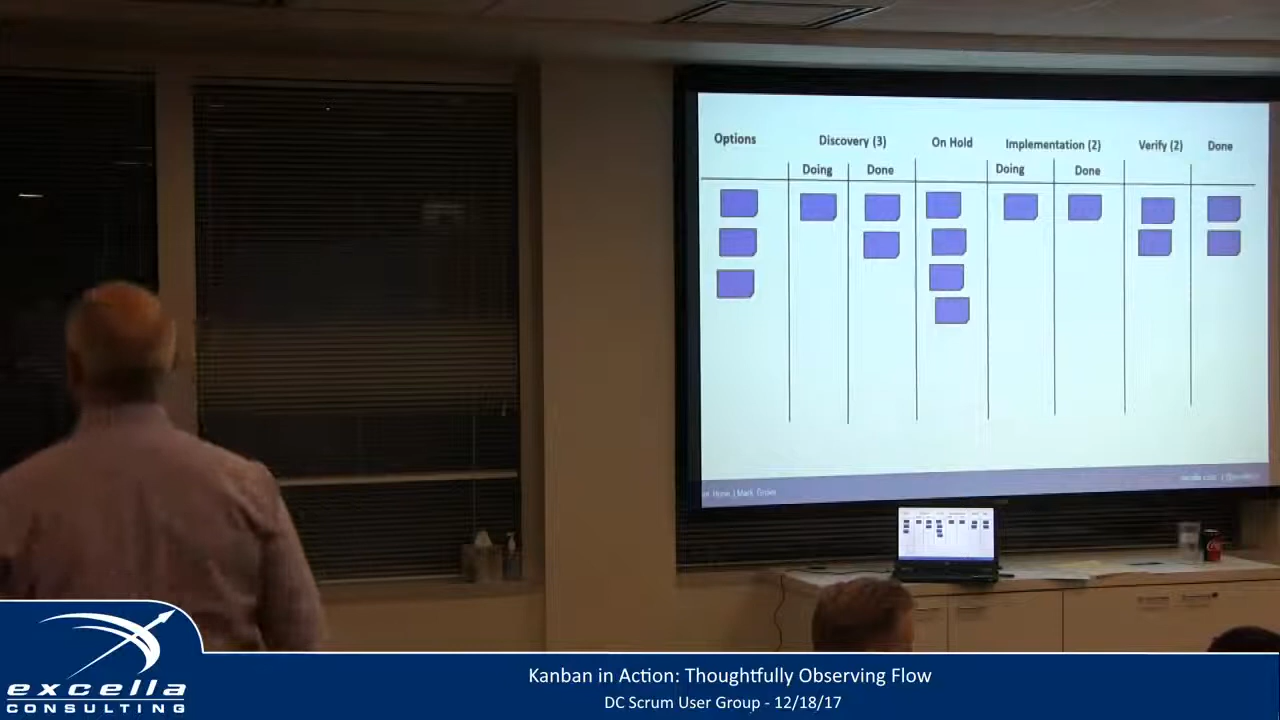 Options Discovery (3) On Hold Implementation (2) Verify (2) Done
Doing Done Doing Done
Mark Grove
excella
CONSULTING
Kanban in Action: Thoughtfully Observing Flow
DC Scrum User Group - 12/18/17